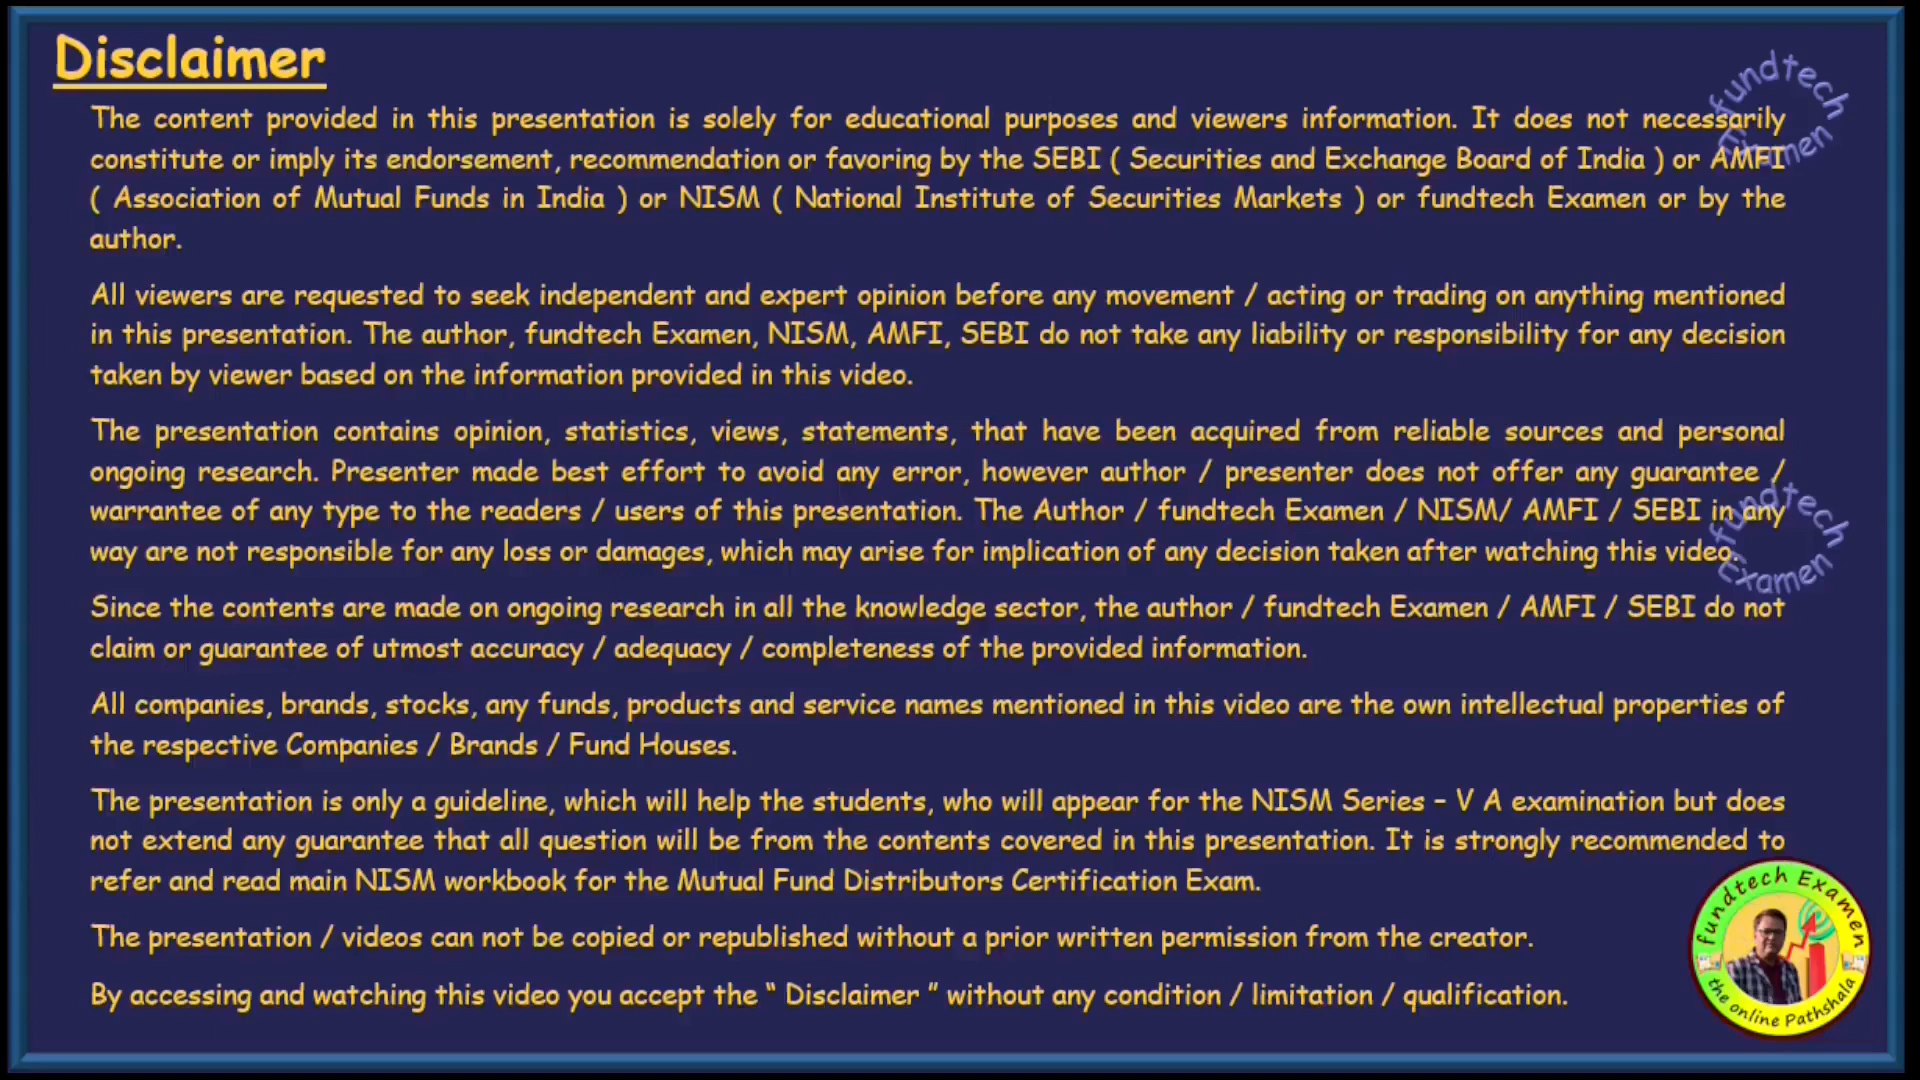 Disclaimer
The content provided in this presentation is solely for educational purposes and viewers information. It does not necessarily
constitute or imply its endorsement, recommendation or favoring by the SEBI ( Securities and Exchange Board of India ) or AMFI
( Association of Mutual Funds in India ) or NISM ( National Institute of Securities Markets ) or fundtech Examen or by the
author.
All viewers are requested to seek independent and expert opinion before any movement / acting or trading on anything mentioned
in this presentation. The author, fundtech Examen, NISM, AMFI, SEBI do not take any liability or responsibility for any decision
taken by viewer based on the information provided in this video.
The presentation contains opinion, statistics, views, statements, that have been acquired from reliable sources and personal
ongoing research. Presenter made best effort to avoid any error, however author / presenter does not offer any guarantee /
warrantee of any type to the readers / users of this presentation. The Author / fundtech Examen / NISM/ AMFI / SEBI in any
way are not responsible for any loss or damages, which may arise for implication of any decision taken after watching this video.
Since the contents are made on ongoing research in all the knowledge sector, the author / fundtech Examen / AMFI / SEBI do not
claim or guarantee of utmost accuracy / adequacy / completeness of the provided information.
All companies, brands, stocks, any funds, products and service names mentioned in this video are the own intellectual properties of
the respective Companies / Brands / Fund Houses.
The presentation is only a guideline, which will help the students, who will appear for the NISM Series – V A examination but does
not extend any guarantee that all question will be from the contents covered in this presentation. It is strongly recommended to
refer and read main NISM workbook for the Mutual Fund Distributors Certification Exam.
The presentation / videos can not be copied or republished without a prior written permission from the creator.
By accessing and watching this video you accept the “ Disclaimer ” without any condition / limitation / qualification.
fundtech
Examen
fundtech
Examen
fundtech Examen
the online Pathshala